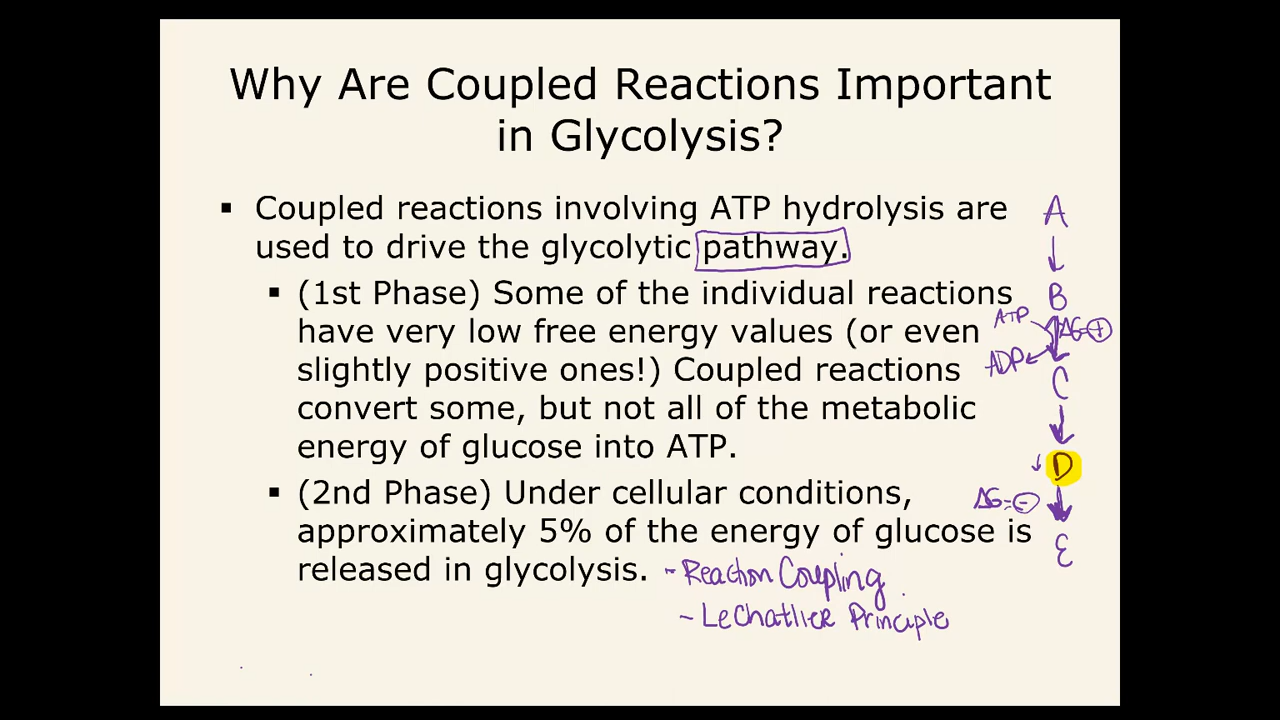 Why Are Coupled Reactions Important
in Glycolysis?
▪ Coupled reactions involving ATP hydrolysis are
used to drive the glycolytic pathway.
▪ (1st Phase) Some of the individual reactions
have very low free energy values (or even
slightly positive ones!) Coupled reactions
convert some, but not all of the metabolic
energy of glucose into ATP.
▪ (2nd Phase) Under cellular conditions,
approximately 5% of the energy of glucose is
released in glycolysis.
- Reaction Coupling
- LeChatlier Principle
A
B
ATP
ΔG=+
ADP
C
D
ΔG=-
E